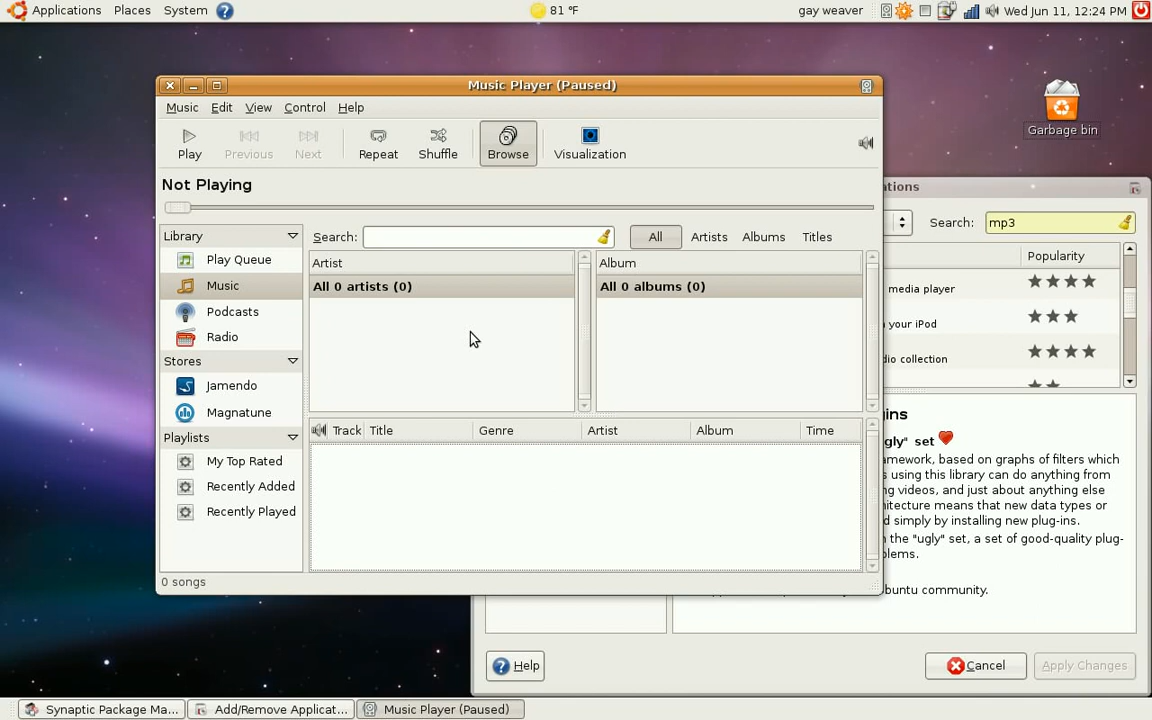 Applications Places System 81 °F gay weaver Wed Jun 11, 12:24 PM
Music Player (Paused)
Music Edit View Control Help
Play Previous Next Repeat Shuffle Browse Visualization
Not Playing
Library
Play Queue
Music
Podcasts
Radio
Stores
Jamendo
Magnatune
Playlists
My Top Rated
Recently Added
Recently Played
Search: All Artists Albums Titles
Artist Album
All 0 artists (0) All 0 albums (0)
Track Title Genre Artist Album Time
0 songs
Garbage bin
ations
Search: mp3
Popularity
media player
your iPod
dio collection
gins
gly" set
amework, based on graphs of filters which
s using this library can do anything from
ng videos, and just about anything else
hitecture means that new data types or
d simply by installing new plug-ins.
n the "ugly" set, a set of good-quality plug-
blems.
buntu community.
Help Cancel Apply Changes
Synaptic Package Ma... Add/Remove Applicat... Music Player (Paused)